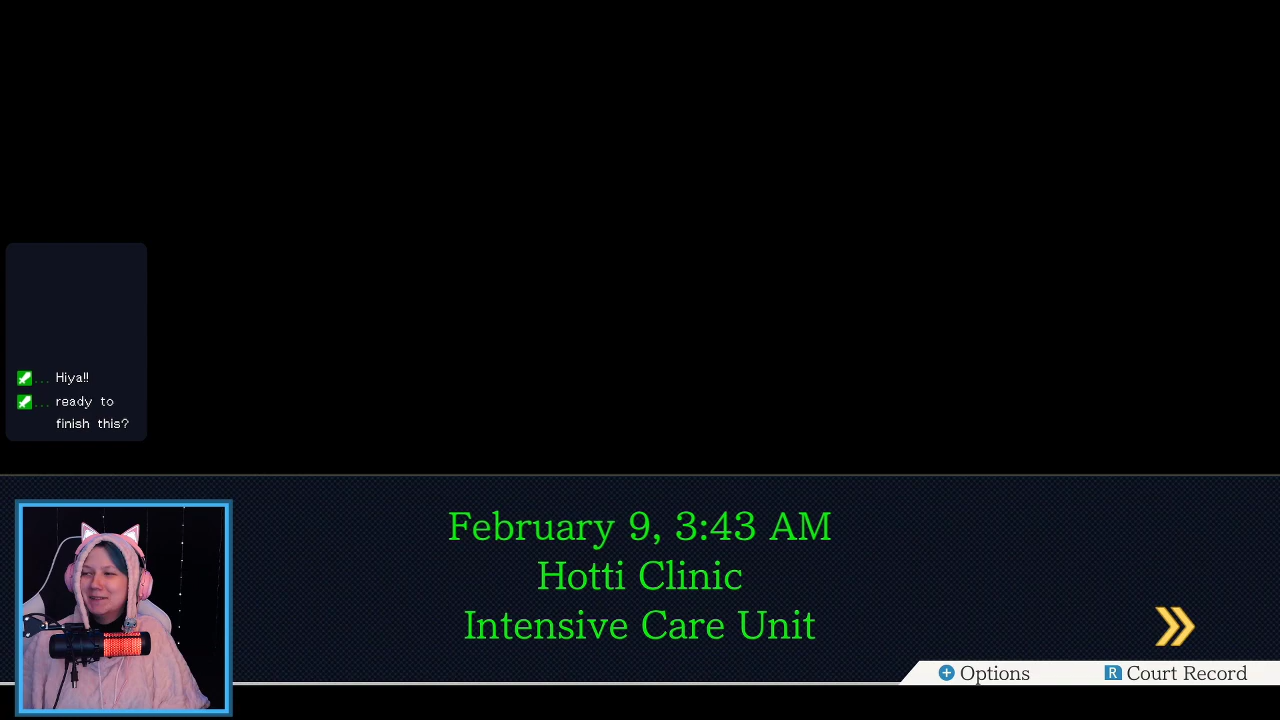 ... Hiya!!
... ready to
finish this?
February 9, 3:43 AM
Hotti Clinic
Intensive Care Unit
Options
R Court Record